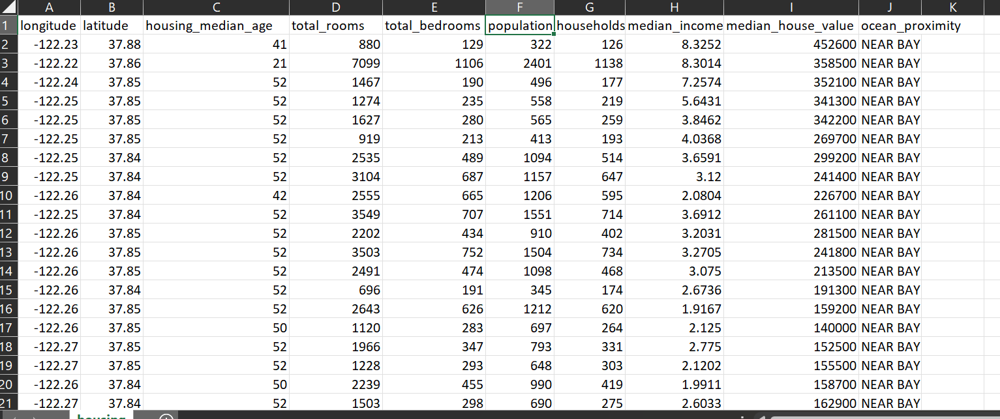 A B C D E F G H I J K
1 longitude latitude housing_median_age total_rooms total_bedrooms population households median_income median_house_value ocean_proximity
2 -122.23 37.88 41 880 129 322 126 8.3252 452600 NEAR BAY
3 -122.22 37.86 21 7099 1106 2401 1138 8.3014 358500 NEAR BAY
4 -122.24 37.85 52 1467 190 496 177 7.2574 352100 NEAR BAY
5 -122.25 37.85 52 1274 235 558 219 5.6431 341300 NEAR BAY
6 -122.25 37.85 52 1627 280 565 259 3.8462 342200 NEAR BAY
7 -122.25 37.85 52 919 213 413 193 4.0368 269700 NEAR BAY
8 -122.25 37.84 52 2535 489 1094 514 3.6591 299200 NEAR BAY
9 -122.25 37.84 52 3104 687 1157 647 3.12 241400 NEAR BAY
10 -122.26 37.84 42 2555 665 1206 595 2.0804 226700 NEAR BAY
11 -122.25 37.84 52 3549 707 1551 714 3.6912 261100 NEAR BAY
12 -122.26 37.85 52 2202 434 910 402 3.2031 281500 NEAR BAY
13 -122.26 37.85 52 3503 752 1504 734 3.2705 241800 NEAR BAY
14 -122.26 37.85 52 2491 474 1098 468 3.075 213500 NEAR BAY
15 -122.26 37.84 52 696 191 345 174 2.6736 191300 NEAR BAY
16 -122.26 37.85 52 2643 626 1212 620 1.9167 159200 NEAR BAY
17 -122.26 37.85 50 1120 283 697 264 2.125 140000 NEAR BAY
18 -122.27 37.85 52 1966 347 793 331 2.775 152500 NEAR BAY
19 -122.27 37.85 52 1228 293 648 303 2.1202 155500 NEAR BAY
20 -122.26 37.84 50 2239 455 990 419 1.9911 158700 NEAR BAY
21 -122.27 37.84 52 1503 298 690 275 2.6033 162900 NEAR BAY
housing